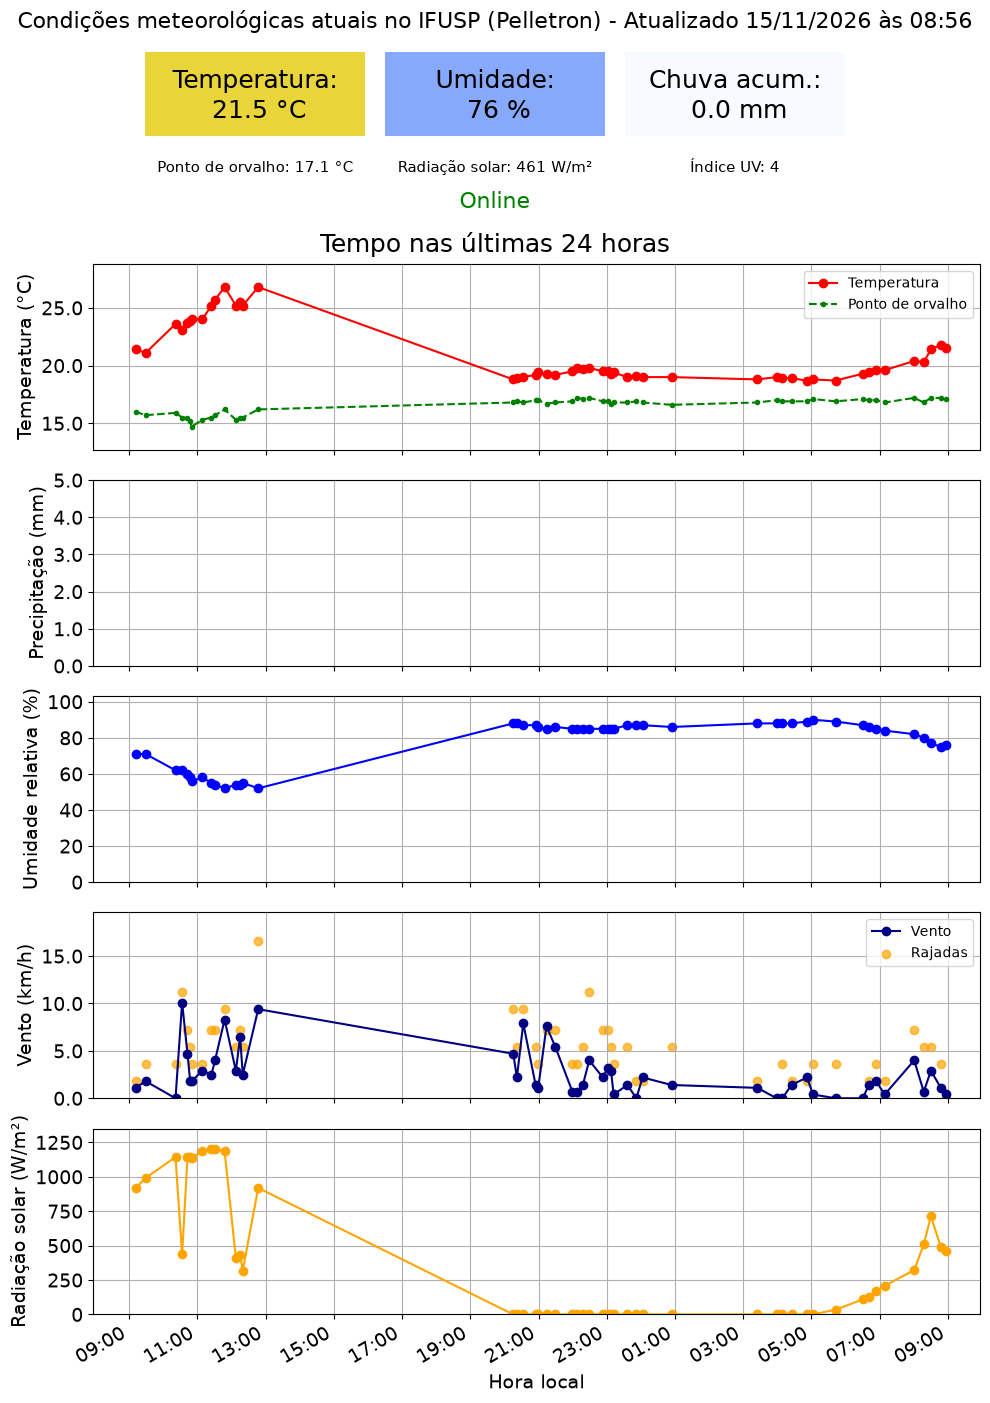 Condições meteorológicas atuais no IFUSP (Pelletron) - Atualizado 15/11/2026 às 08:56
Temperatura:
21.5 °C
Umidade:
76 %
Chuva acum.:
0.0 mm
Ponto de orvalho: 17.1 °C
Radiação solar: 461 W/m²
Índice UV: 4
Online
Tempo nas últimas 24 horas
Temperatura (°C)
25.0
20.0
15.0
Temperatura
Ponto de orvalho
Precipitação (mm)
5.0
4.0
3.0
2.0
1.0
0.0
Umidade relativa (%)
100
80
60
40
20
0
Vento (km/h)
15.0
10.0
5.0
0.0
Vento
Rajadas
Radiação solar (W/m²)
1250
1000
750
500
250
0
09:00
11:00
13:00
15:00
17:00
19:00
21:00
23:00
01:00
03:00
05:00
07:00
09:00
Hora local